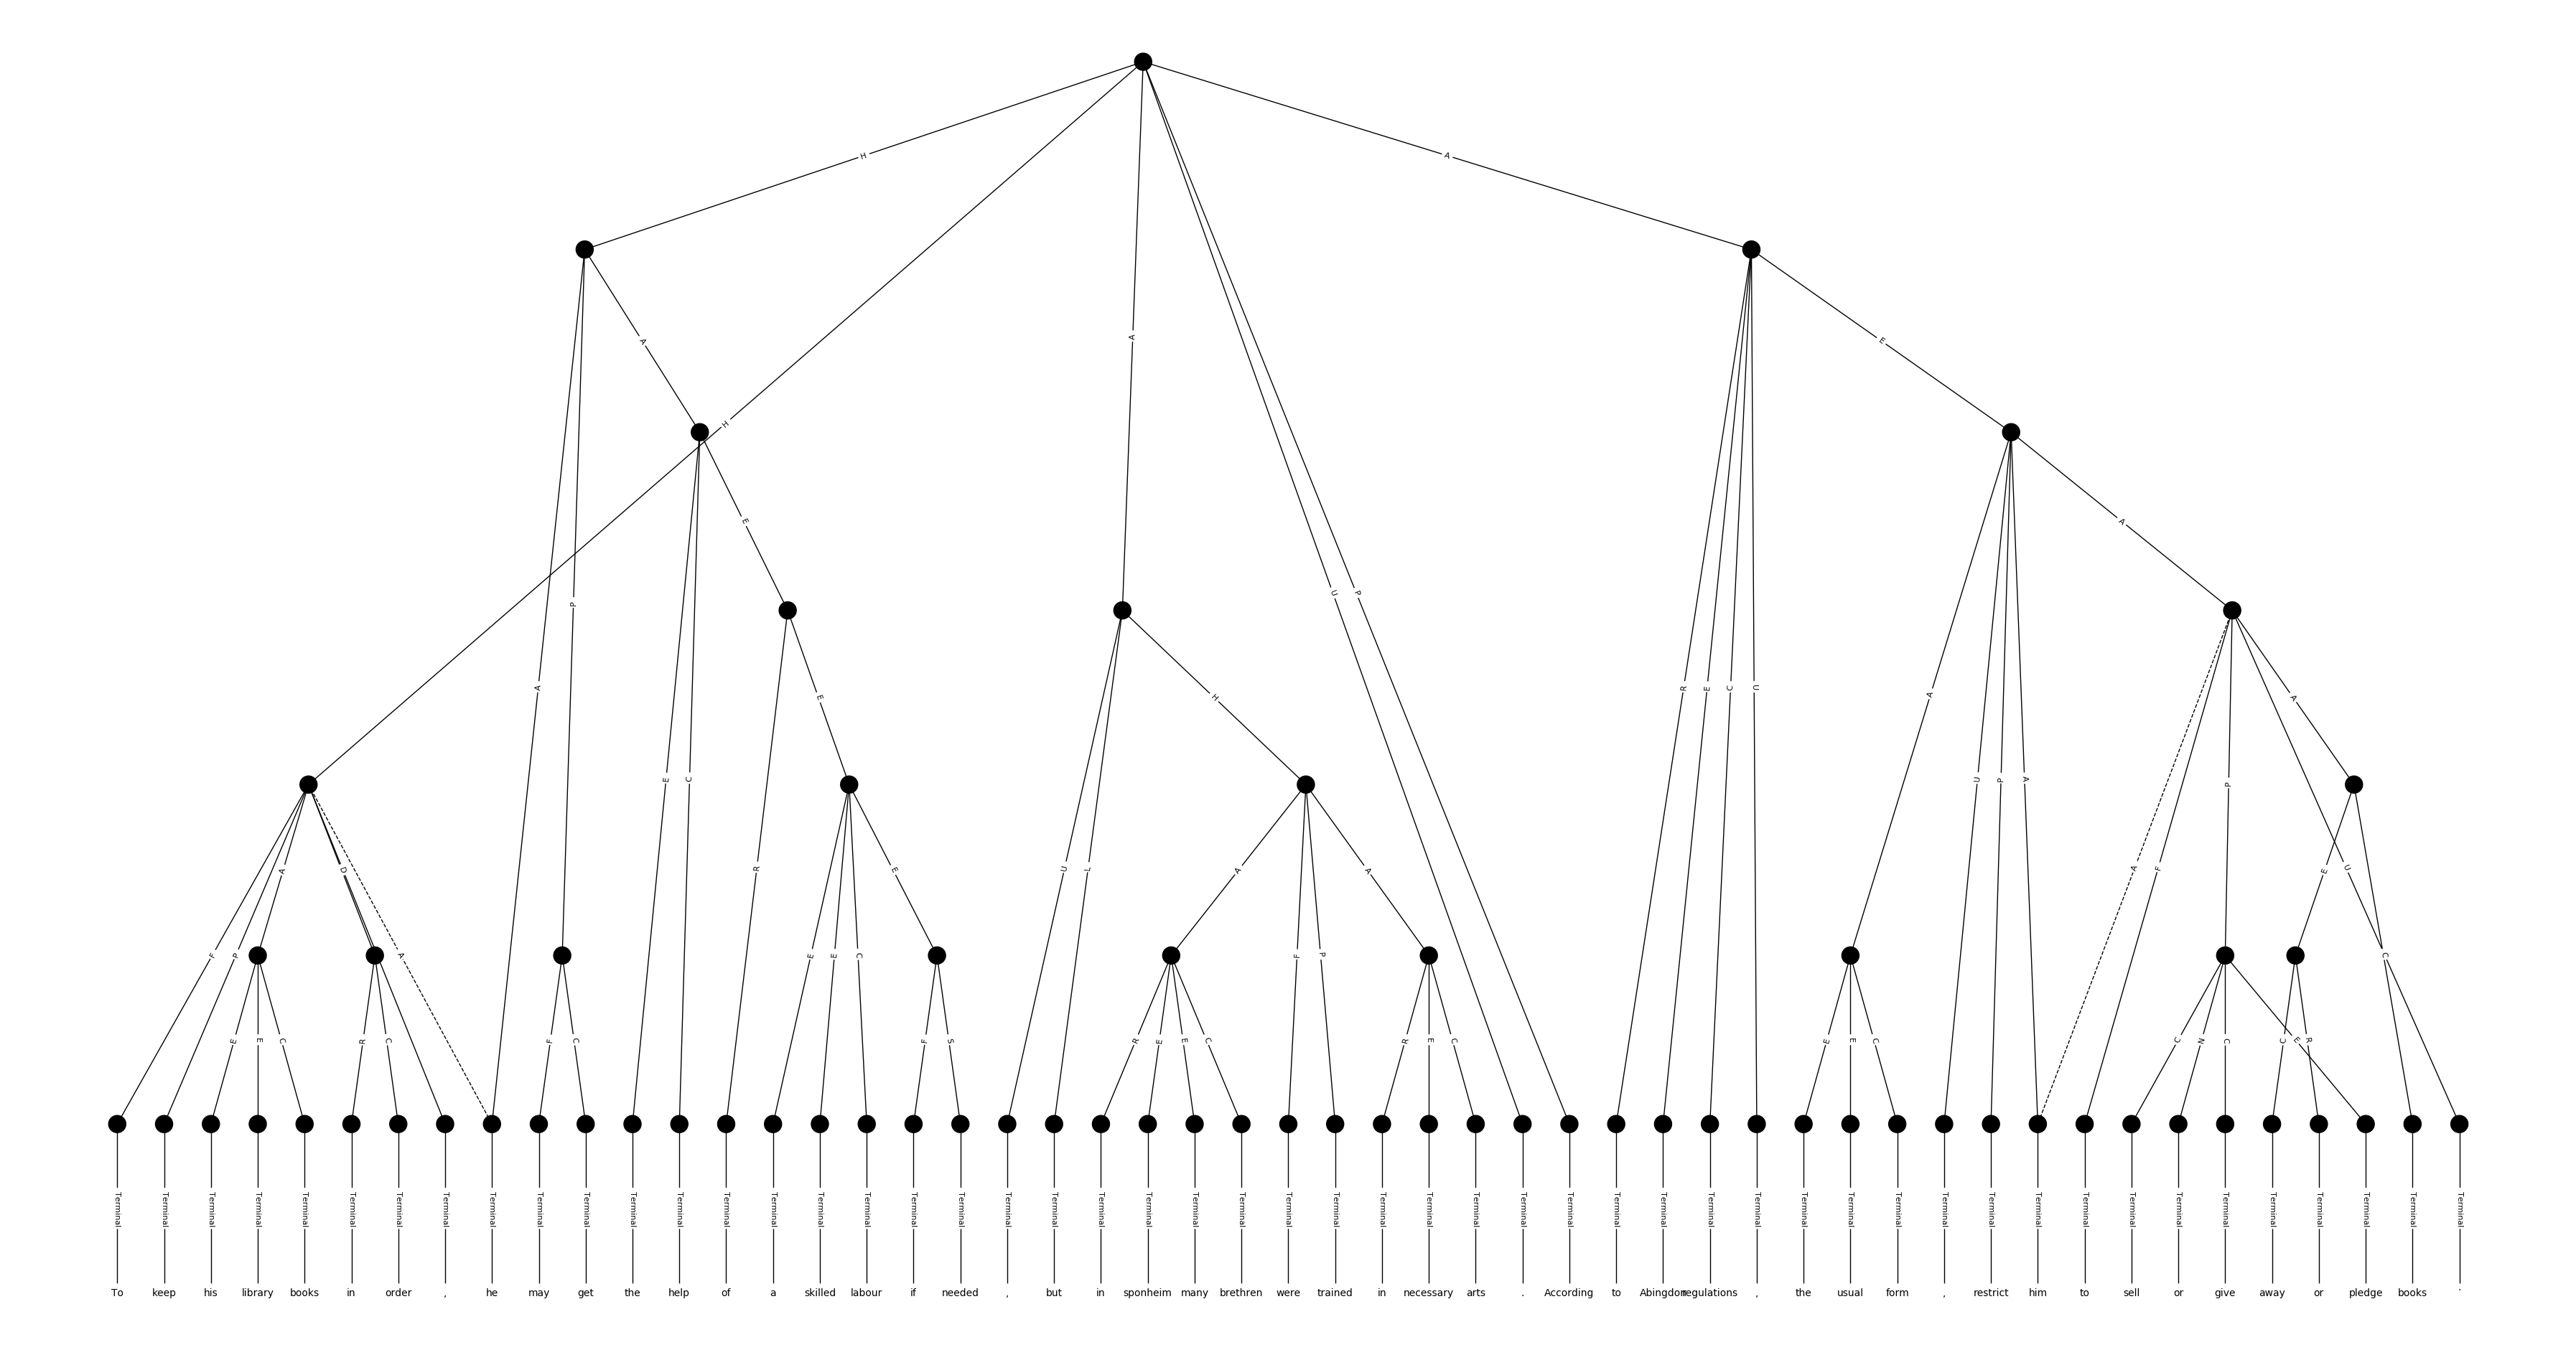 H
A
H
A
E
A
H
E
A
U
P
A
P
E
C
R
E
E
U
L
H
A
R
E
C
U
A
U
P
A
A
F
P
U
A
F
P
A
D
A
E
E
C
E
A
F
P
A
E
C
E
E
C
R
C
F
C
F
S
R
E
E
C
R
E
C
E
E
C
C
N
C
E
C
R
Terminal Terminal Terminal Terminal Terminal Terminal Terminal Terminal Terminal Terminal Terminal Terminal Terminal Terminal Terminal Terminal Terminal Terminal Terminal Terminal Terminal Terminal Terminal Terminal Terminal Terminal Terminal Terminal Terminal Terminal Terminal Terminal Terminal Terminal Terminal Terminal Terminal Terminal Terminal Terminal Terminal Terminal Terminal Terminal Terminal Terminal Terminal Terminal Terminal Terminal Terminal
To keep his library books in order , he may get the help of a skilled labour if needed , but in sponheim many brethren were trained in necessary arts . According to Abingdon regulations , the usual form , restrict him to sell or give away or pledge books .